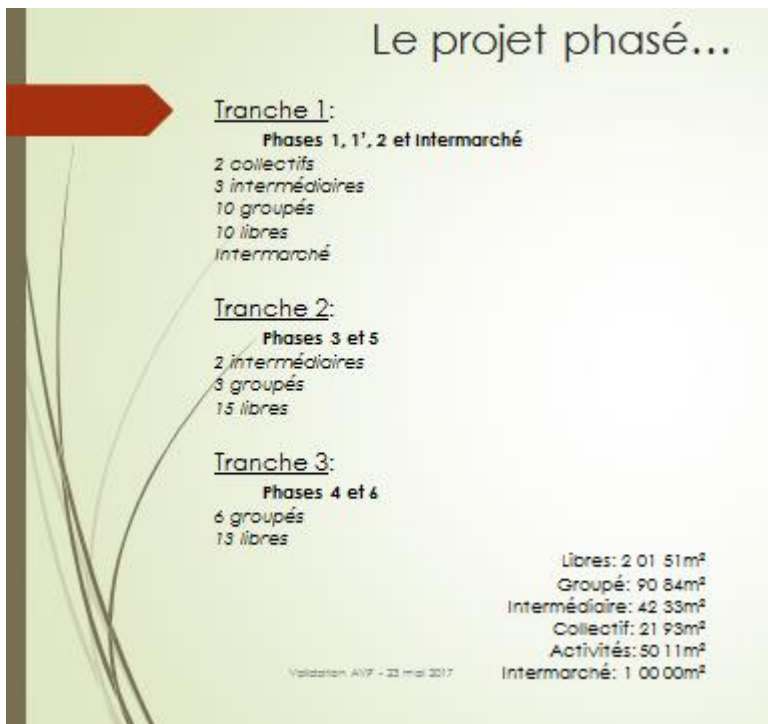 Le projet phasé...
Tranche 1:
Phases 1, 1', 2 et Intermarché
2 collectifs
3 intermédiaires
10 groupés
10 libres
Intermarché
Tranche 2:
Phases 3 et 5
2 intermédiaires
3 groupés
15 libres
Tranche 3:
Phases 4 et 6
6 groupés
13 libres
Libres: 2 01 51m²
Groupé: 90 84m²
Intermédiaire: 42 33m²
Collectif: 21 93m²
Activités: 50 11m²
Intermarché: 1 00 00m²
Validation AVP - 23 mai 2017